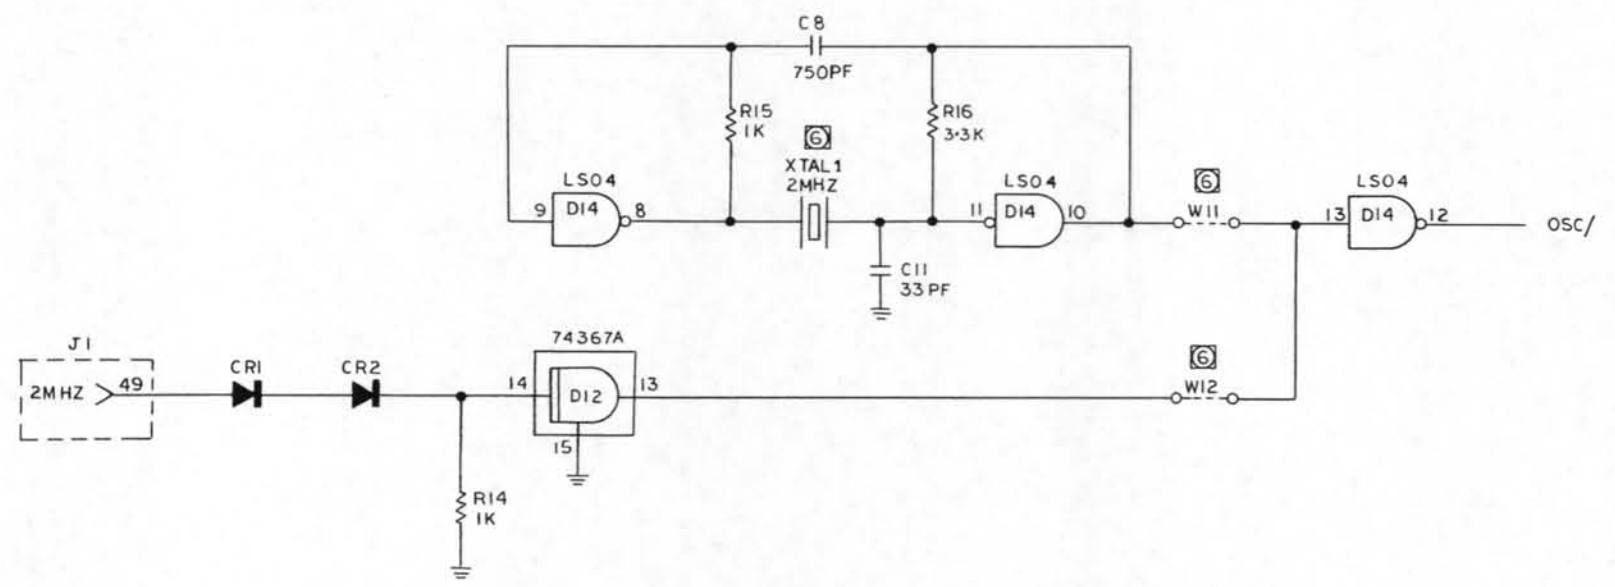 C8
750PF
R15
1K
R16
3.3K
6
XTAL1
2MHZ
LS04
9 D14 8
LS04
11 D14 10
6
W11
LS04
13 D14 12
OSC/
C11
33PF
J1
2MHZ 49
CR1
CR2
74367A
14 D12 13
15
6
W12
R14
1K